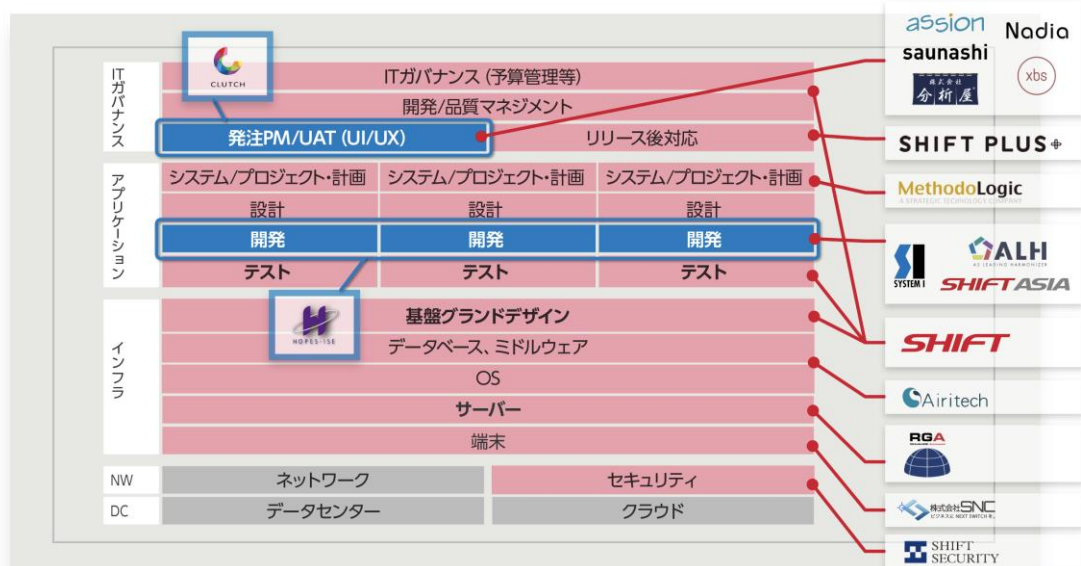 assion
Nadia
saunashi
株式会社
分析屋
xbs
CLUTCH
ITガバナンス
ITガバナンス (予算管理等)
開発/品質マネジメント
発注PM/UAT (UI/UX)
リリース後対応
SHIFT PLUS
アプリケーション
システム/プロジェクト・計画
システム/プロジェクト・計画
システム/プロジェクト・計画
MethodoLogic
A STRATEGIC TECHNOLOGY COMPANY
設計
設計
設計
開発
開発
開発
SYSTEM I
ALH
AS LEADING HARMONIZER
SHIFT ASIA
テスト
テスト
テスト
HOPES-ISE
インフラ
基盤グランドデザイン
SHIFT
データベース、ミドルウェア
OS
Airitech
サーバー
RGA
端末
NW
ネットワーク
セキュリティ
株式会社SNC
DC
データセンター
クラウド
SHIFT
SECURITY